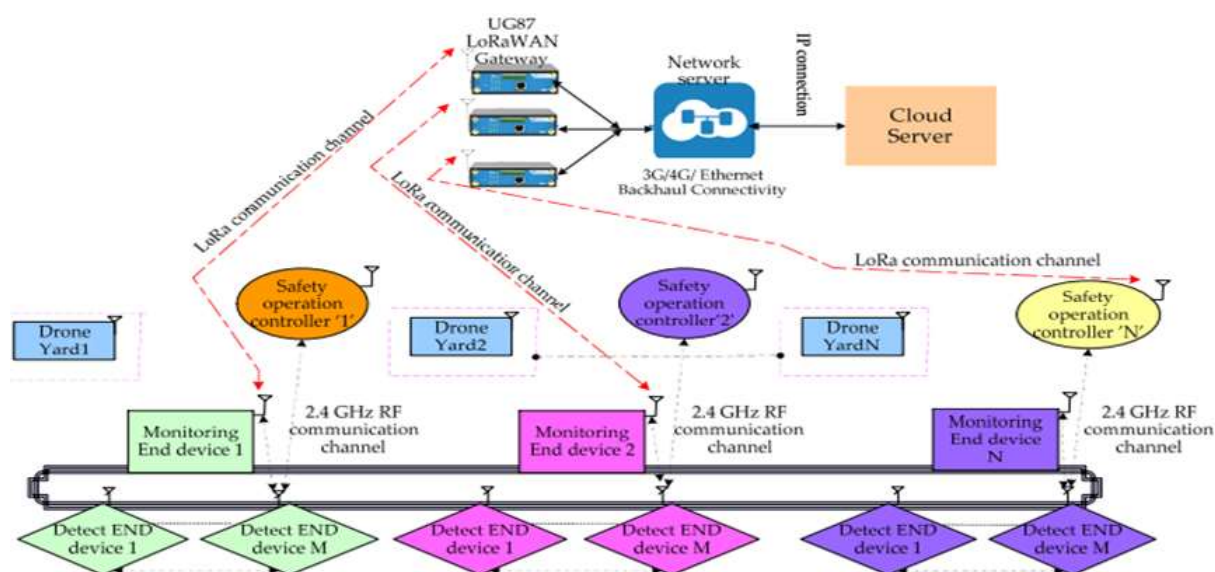 UG87
LoRaWAN
Gateway
Network
server
IP connection
Cloud
Server
3G/4G/ Ethernet
Backhaul Connectivity
LoRa communication channel
LoRa communication channel
LoRa communication channel
Safety
operation
controller '1'
Safety
operation
controller'2'
Safety
operation
controller 'N'
Drone
Yard1
Drone
Yard2
Drone
YardN
2.4 GHz RF
communication
channel
2.4 GHz RF
communication
channel
2.4 GHz RF
communication
channel
Monitoring
End device 1
Monitoring
End device 2
Monitoring
End device
N
Detect END
device 1
Detect END
device M
Detect END
device 1
Detect END
device M
Detect END
device 1
Detect END
device M